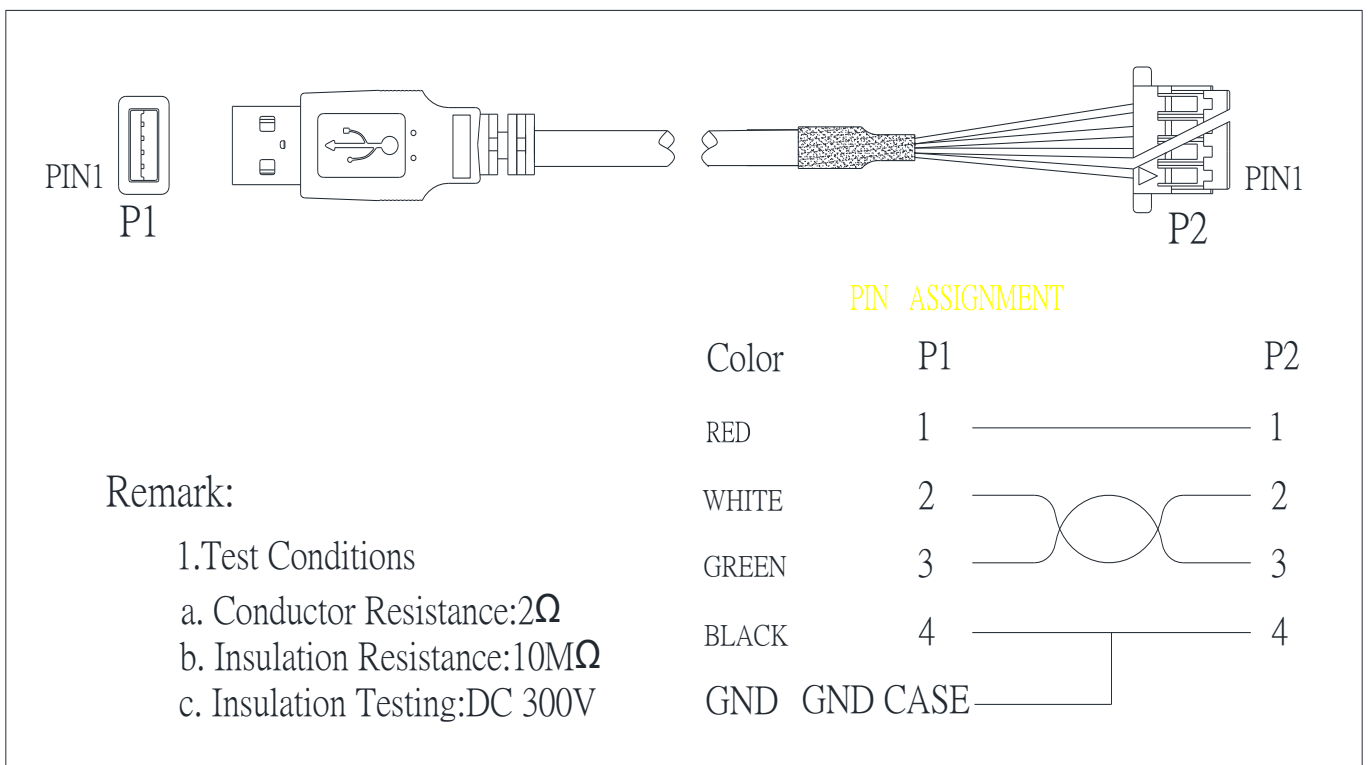 PIN1
P1
PIN1
P2
PIN ASSIGNMENT
Color P1 P2
RED 1 1
WHITE 2 2
GREEN 3 3
BLACK 4 4
GND GND CASE
Remark:
1.Test Conditions
a. Conductor Resistance:2Ω
b. Insulation Resistance:10MΩ
c. Insulation Testing:DC 300V